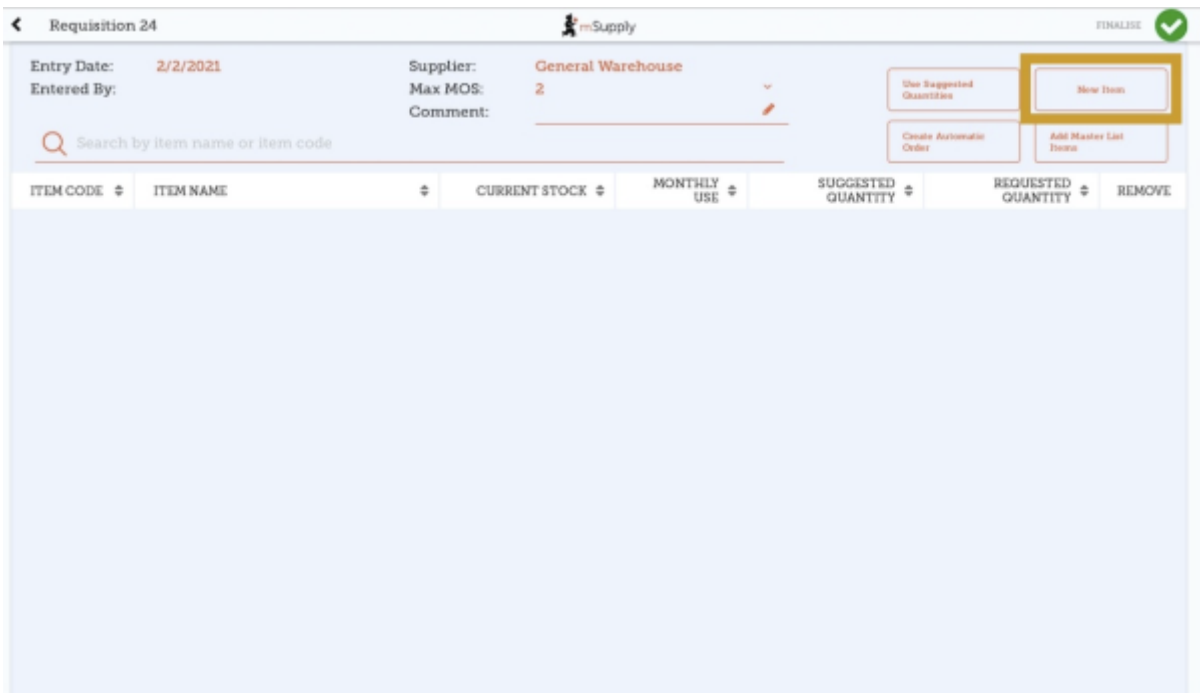 Requisition 24
mSupply
FINALISE
Entry Date: 2/2/2021
Supplier: General Warehouse
Entered By:
Max MOS: 2
Comment:
Use Suggested
Quantities
New Item
Search by item name or item code
Create Automatic
Order
Add Master List
Items
ITEM CODE
ITEM NAME
CURRENT STOCK
MONTHLY
USE
SUGGESTED
QUANTITY
REQUESTED
QUANTITY
REMOVE